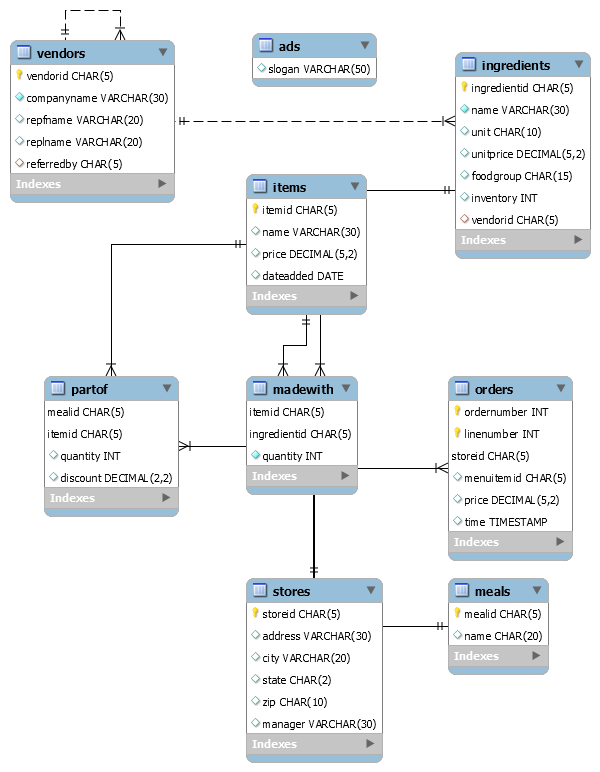 vendors
vendorid CHAR(5)
companyname VARCHAR(30)
repfname VARCHAR(20)
replname VARCHAR(20)
referredby CHAR(5)
Indexes
ads
slogan VARCHAR(50)
ingredients
ingredientid CHAR(5)
name VARCHAR(30)
unit CHAR(10)
unitprice DECIMAL(5,2)
foodgroup CHAR(15)
inventory INT
vendorid CHAR(5)
Indexes
items
itemid CHAR(5)
name VARCHAR(30)
price DECIMAL(5,2)
dateadded DATE
Indexes
partof
mealid CHAR(5)
itemid CHAR(5)
quantity INT
discount DECIMAL(2,2)
Indexes
madewith
itemid CHAR(5)
ingredientid CHAR(5)
quantity INT
Indexes
orders
ordernumber INT
linenumber INT
storeid CHAR(5)
menuitemid CHAR(5)
price DECIMAL(5,2)
time TIMESTAMP
Indexes
stores
storeid CHAR(5)
address VARCHAR(30)
city VARCHAR(20)
state CHAR(2)
zip CHAR(10)
manager VARCHAR(30)
Indexes
meals
mealid CHAR(5)
name CHAR(20)
Indexes